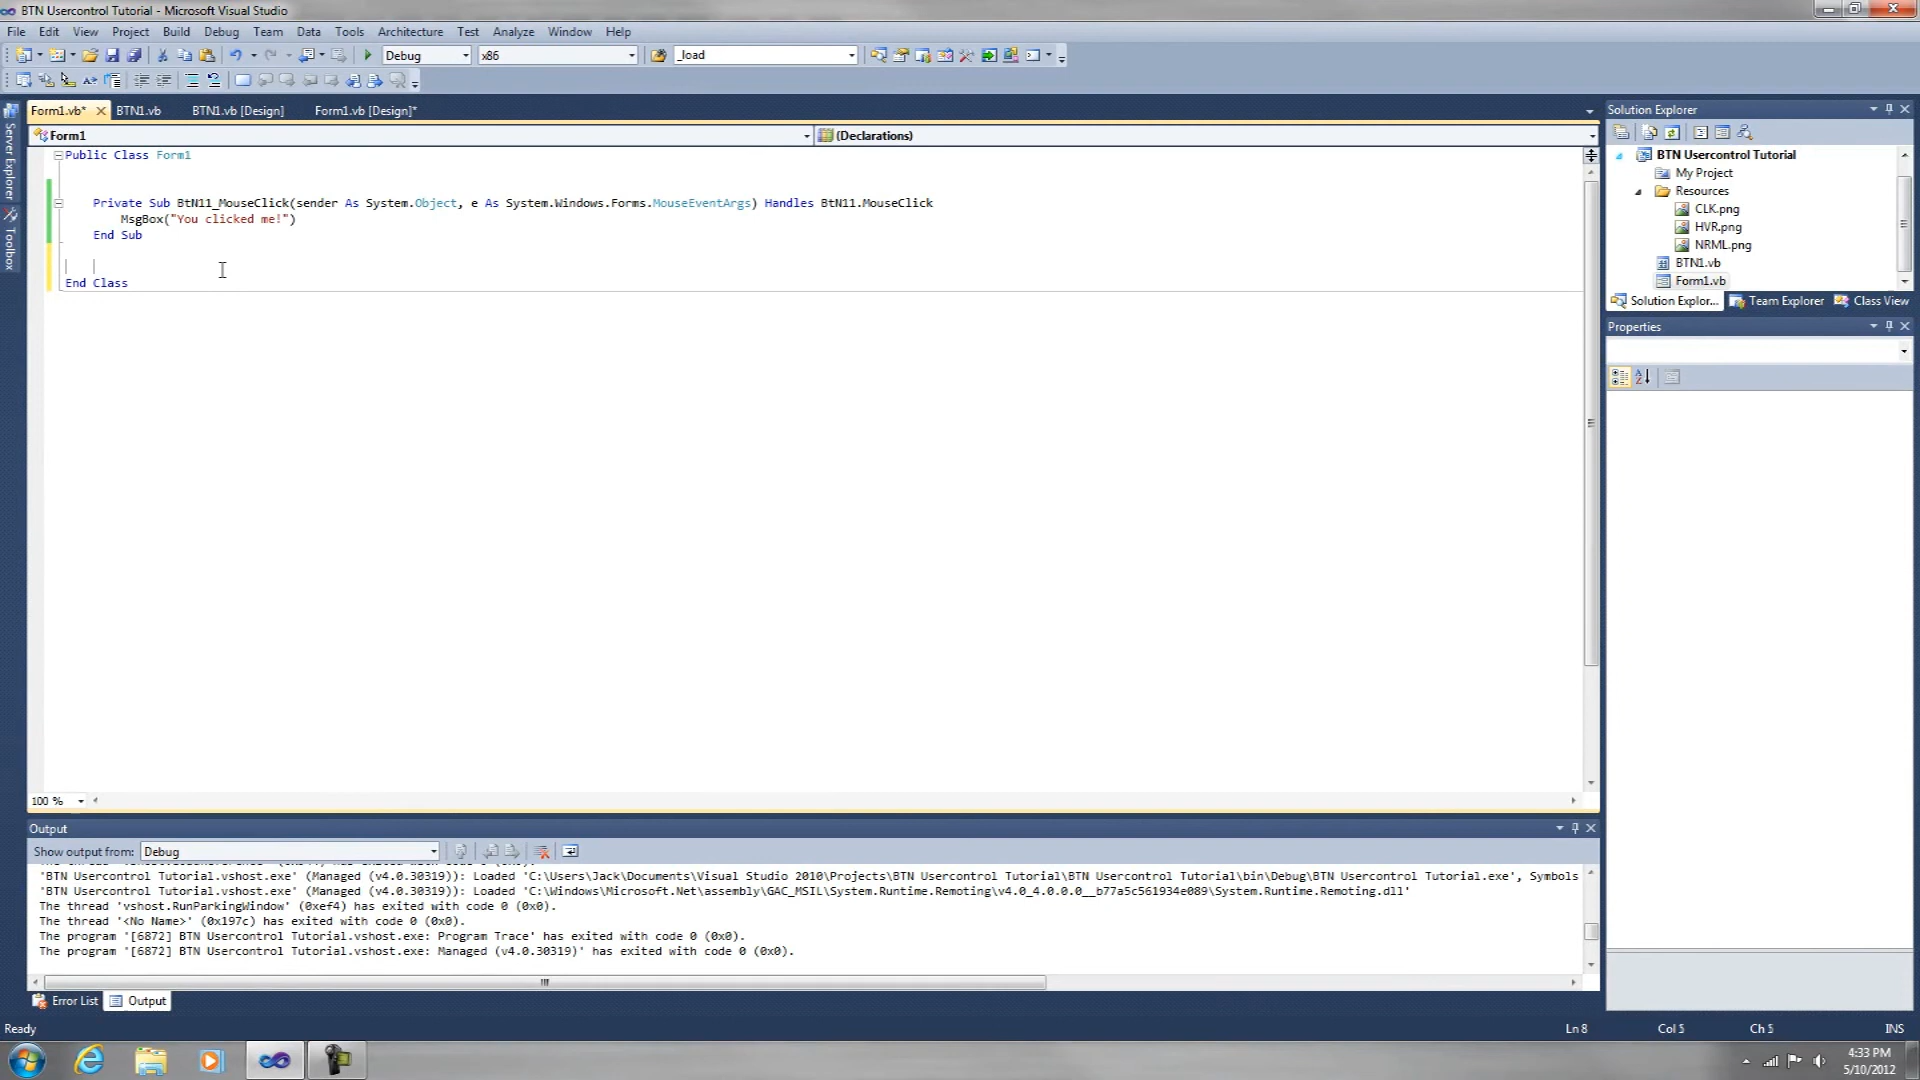 BTN Usercontrol Tutorial - Microsoft Visual Studio
File Edit View Project Build Debug Team Data Tools Architecture Test Analyze Window Help
Debug x86 _load
Form1.vb* BTN1.vb BTN1.vb [Design] Form1.vb [Design]*
Form1 (Declarations)
Public Class Form1
Private Sub BtN11_MouseClick(sender As System.Object, e As System.Windows.Forms.MouseEventArgs) Handles BtN11.MouseClick
MsgBox("You clicked me!")
End Sub
End Class
Server Explorer
Toolbox
100 %
Solution Explorer
BTN Usercontrol Tutorial
My Project
Resources
CLK.png
HVR.png
NRML.png
BTN1.vb
Form1.vb
Solution Explor... Team Explorer Class View
Properties
Output
Show output from: Debug
'BTN Usercontrol Tutorial.vshost.exe' (Managed (v4.0.30319)): Loaded 'C:\Users\Jack\Documents\Visual Studio 2010\Projects\BTN Usercontrol Tutorial\BTN Usercontrol Tutorial\bin\Debug\BTN Usercontrol Tutorial.exe', Symbols
'BTN Usercontrol Tutorial.vshost.exe' (Managed (v4.0.30319)): Loaded 'C:\Windows\Microsoft.Net\assembly\GAC_MSIL\System.Runtime.Remoting\v4.0_4.0.0.0__b77a5c561934e089\System.Runtime.Remoting.dll'
The thread 'vshost.RunParkingWindow' (0xef4) has exited with code 0 (0x0).
The thread '<No Name>' (0x197c) has exited with code 0 (0x0).
The program '[6872] BTN Usercontrol Tutorial.vshost.exe: Program Trace' has exited with code 0 (0x0).
The program '[6872] BTN Usercontrol Tutorial.vshost.exe: Managed (v4.0.30319)' has exited with code 0 (0x0).
Error List Output
Ready Ln 8 Col 5 Ch 5 INS
4:33 PM
5/10/2012